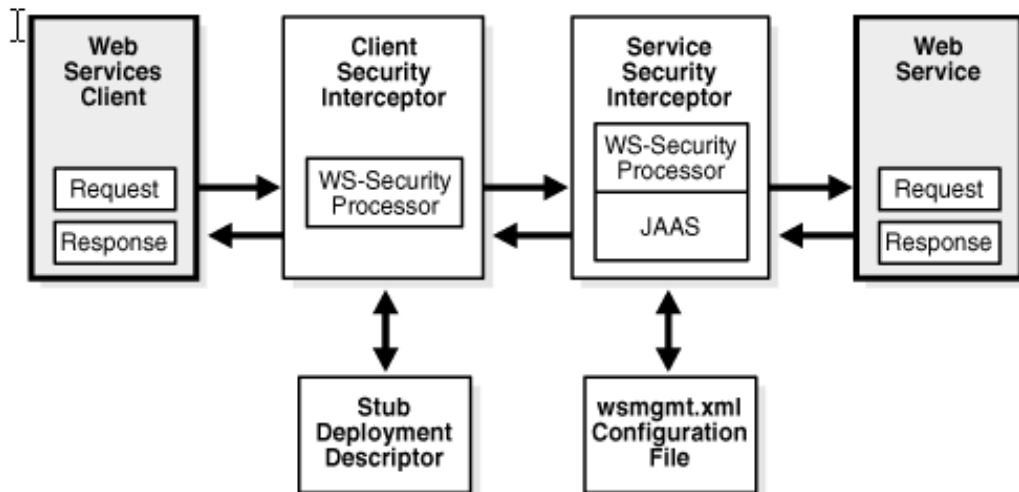 Web
Services
Client
Request
Response
Client
Security
Interceptor
WS-Security
Processor
Service
Security
Interceptor
WS-Security
Processor
JAAS
Web
Service
Request
Response
Stub
Deployment
Descriptor
wsmgmt.xml
Configuration
File